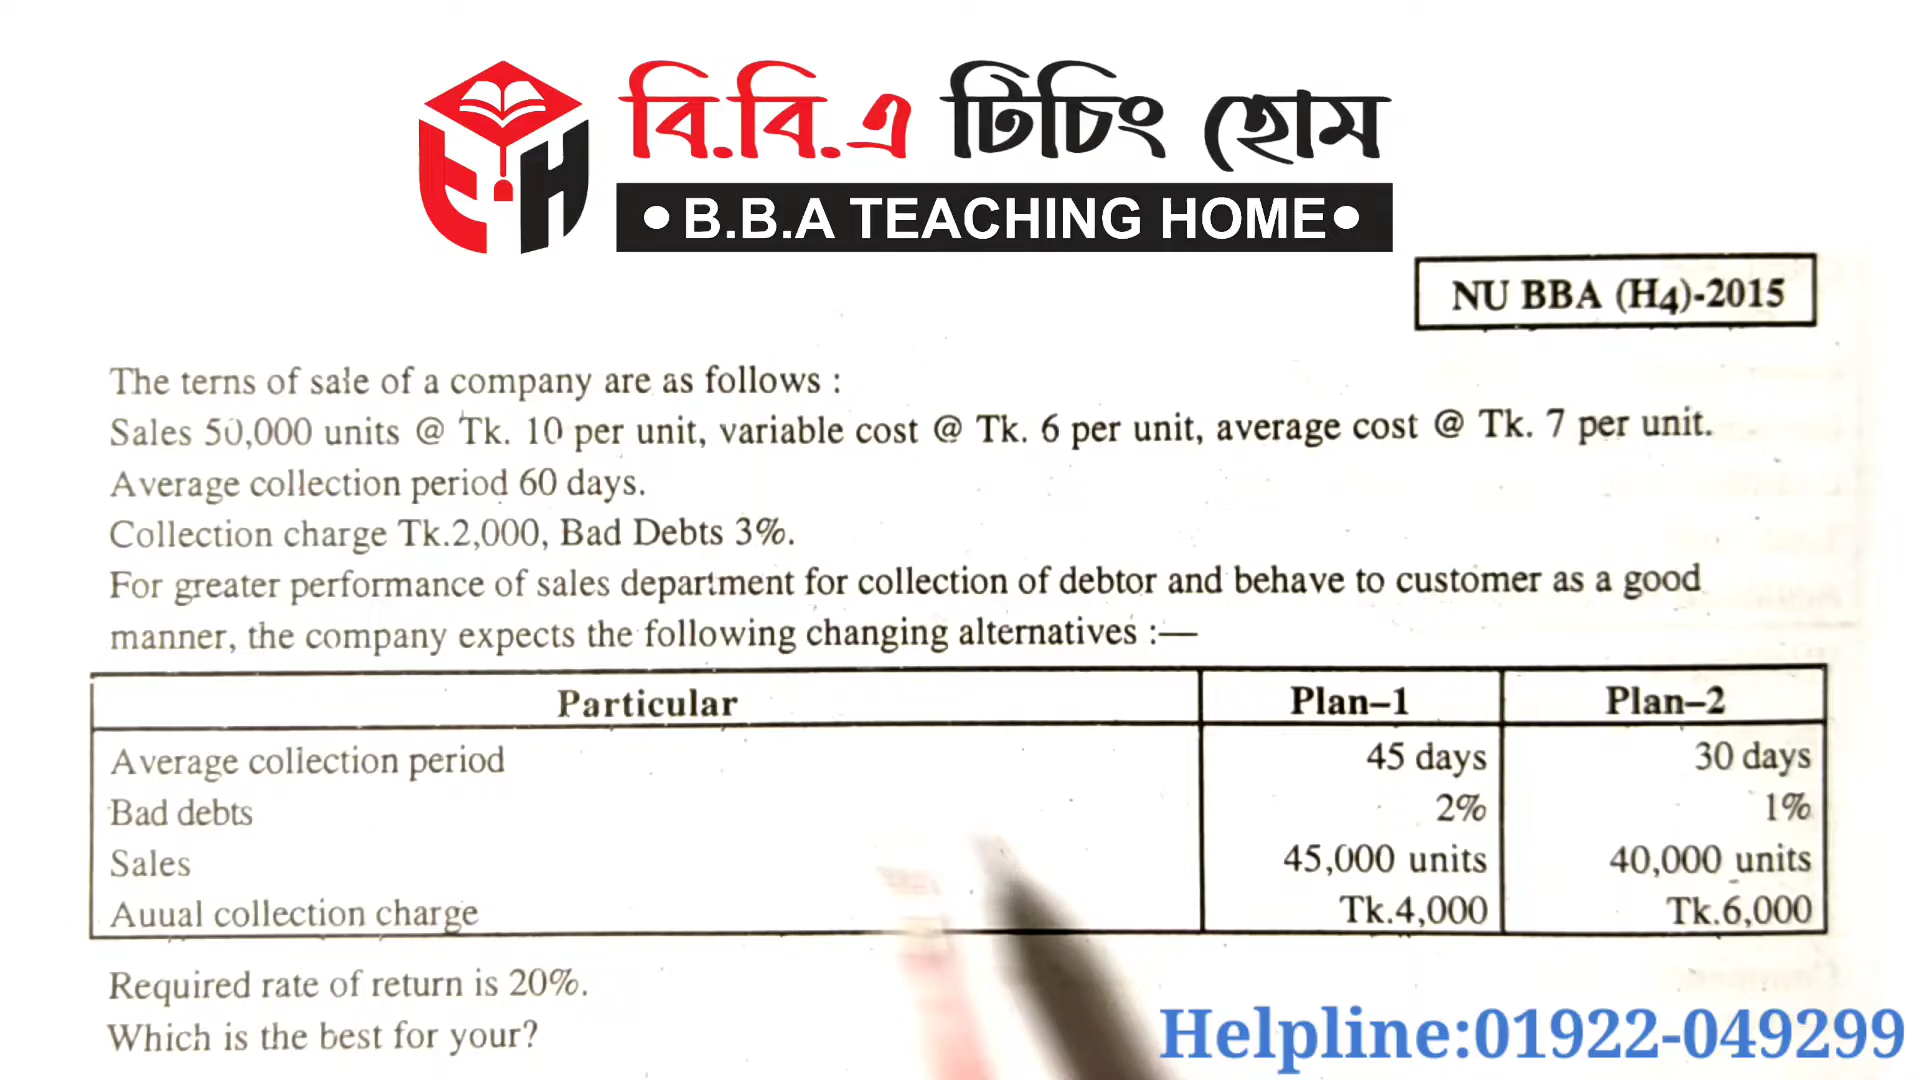 বি.বি.এ টিচিং হোম
•B.B.A TEACHING HOME•
NU BBA (H4)-2015
The terns of sale of a company are as follows :
Sales 50,000 units @ Tk. 10 per unit, variable cost @ Tk. 6 per unit, average cost @ Tk. 7 per unit.
Average collection period 60 days.
Collection charge Tk.2,000, Bad Debts 3%.
For greater performance of sales department for collection of debtor and behave to customer as a good
manner, the company expects the following changing alternatives :—
Particular Plan–1 Plan–2
Average collection period 45 days 30 days
Bad debts 2% 1%
Sales 45,000 units 40,000 units
Auual collection charge Tk.4,000 Tk.6,000
Required rate of return is 20%.
Which is the best for your?
Helpline:01922-049299